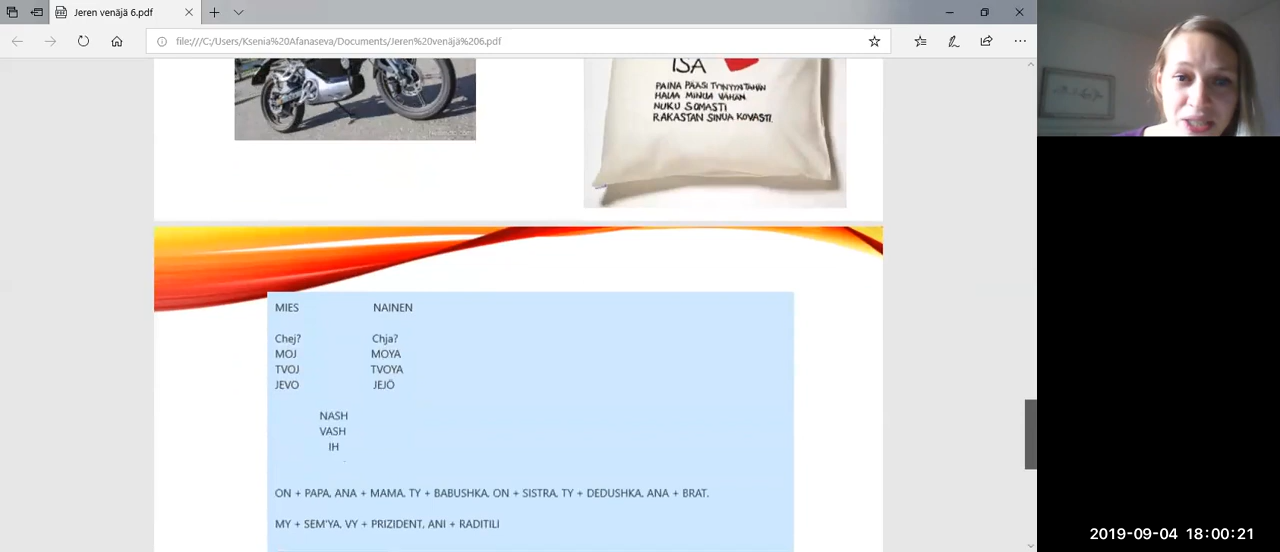 Jeren venäjä 6.pdf
file:///C:/Users/Ksenia%20Afanaseva/Documents/Jeren%20venäjä%206.pdf
ISA
PAINA PÄÄSI TYYNYYN TÄHÄN
HALAA MINUA VÄHÄN
NUKU SOMASTI
RAKASTAN SINUA KOVASTI.
MIES NAINEN
Chej? Chja?
MOJ MOYA
TVOJ TVOYA
JEVO JEJÖ
NASH
VASH
IH
ON + PAPA, ANA + MAMA, TY + BABUSHKA, ON + SISTRA, TY + DEDUSHKA, ANA + BRAT.
MY + SEM'YA, VY + PRIZIDENT, ANI + RADITILI
2019-09-04 18:00:21